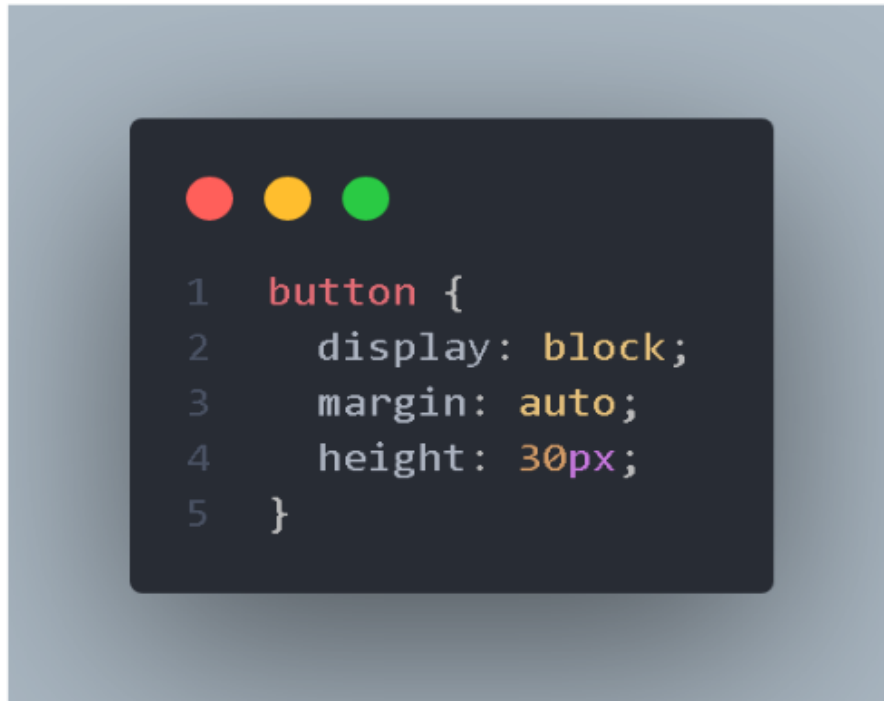 1 button {
2 display: block;
3 margin: auto;
4 height: 30px;
5 }